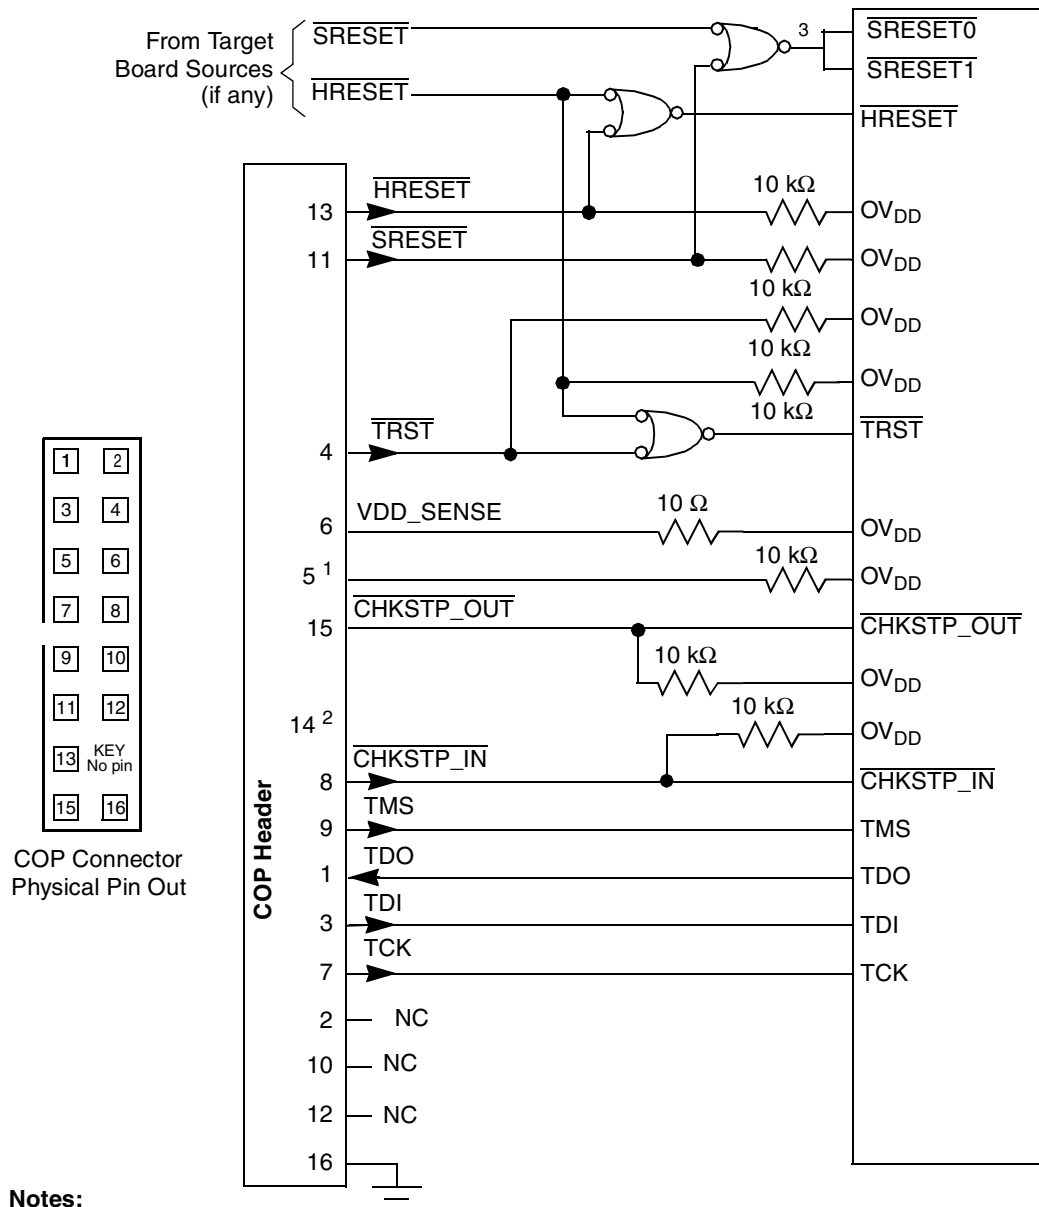 From Target
Board Sources
(if any)
SRESET
HRESET
3
SRESET0
SRESET1
HRESET
13
HRESET
10 kΩ
OVDD
11
SRESET
10 kΩ
OVDD
10 kΩ
OVDD
10 kΩ
OVDD
4
TRST
TRST
6
VDD_SENSE
10 Ω
OVDD
5 1
10 kΩ
OVDD
15
CHKSTP_OUT
CHKSTP_OUT
10 kΩ
OVDD
14 2
10 kΩ
OVDD
8
CHKSTP_IN
CHKSTP_IN
9
TMS
TMS
1
TDO
TDO
3
TDI
TDI
7
TCK
TCK
2
NC
10
NC
12
NC
16
COP Header
1 2
3 4
5 6
7 8
9 10
11 12
13 KEY
No pin
15 16
COP Connector
Physical Pin Out
Notes: